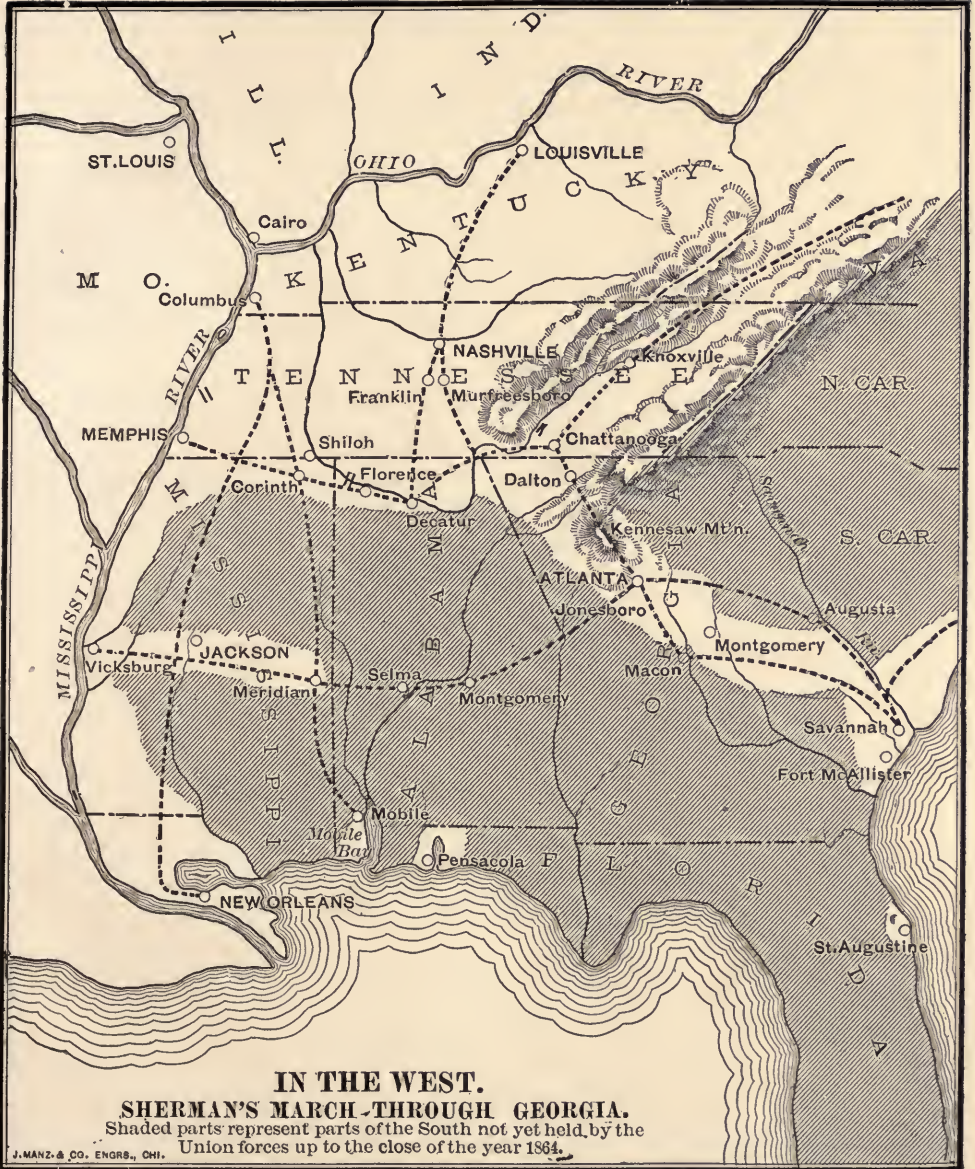 ILL.
IND.
RIVER
ST. LOUIS
OHIO
LOUISVILLE
Cairo
KENTUCKY
MO.
Columbus
VA
RIVER
NASHVILLE
Knoxville
TENNESSEE
Franklin
Murfreesboro
N. CAR.
MEMPHIS
Shiloh
Chattanooga
Corinth
Florence
Dalton
Decatur
Savannah
Kennesaw Mt'n.
S. CAR.
MISSISSIPPI
ATLANTA
Jonesboro
Augusta
MISSISSIPPI
ALABAMA
GEORGIA
Riv.
JACKSON
Montgomery
Vicksburg
Macon
Meridian
Selma
Montgomery
Savannah
Fort McAllister
Mobile
Mobile
Bay
Pensacola
FLORIDA
NEW ORLEANS
St. Augustine
IN THE WEST.
SHERMAN'S MARCH THROUGH GEORGIA.
Shaded parts represent parts of the South not yet held by the
Union forces up to the close of the year 1864.
J. MANZ & CO. ENGRS., CHI.